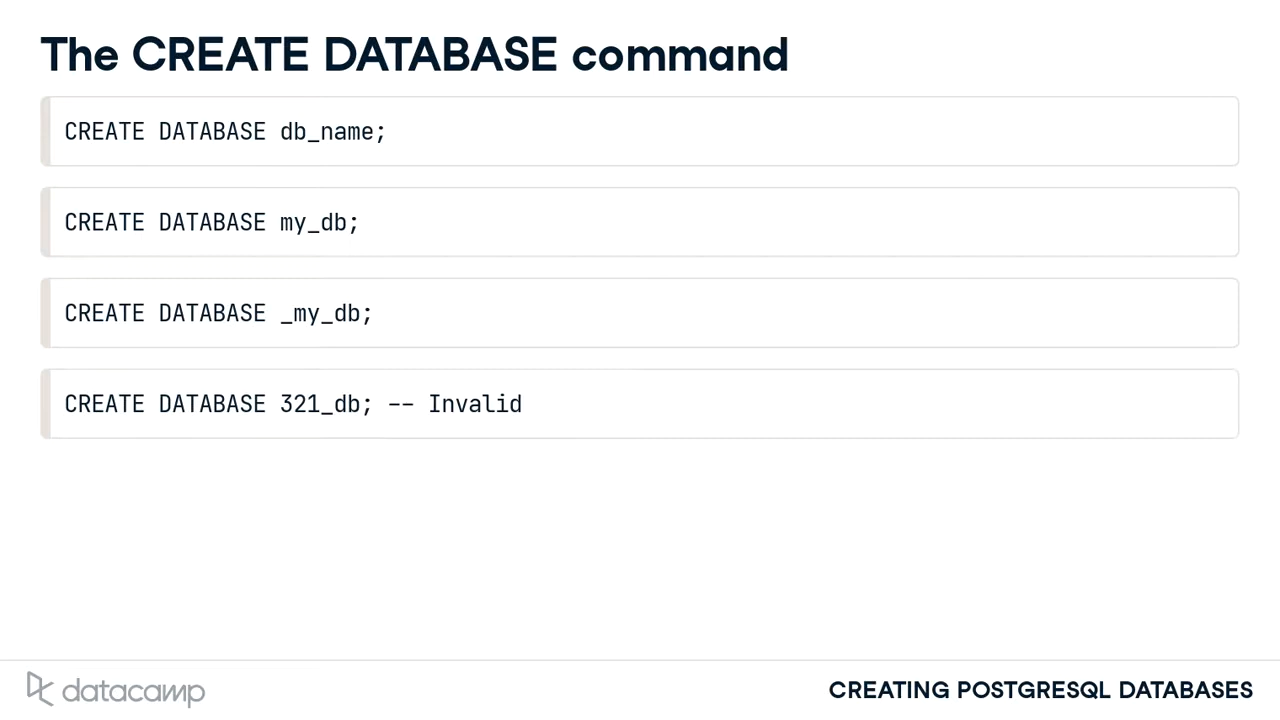 The CREATE DATABASE command
CREATE DATABASE db_name;
CREATE DATABASE my_db;
CREATE DATABASE _my_db;
CREATE DATABASE 321_db; -- Invalid
datacamp
CREATING POSTGRESQL DATABASES